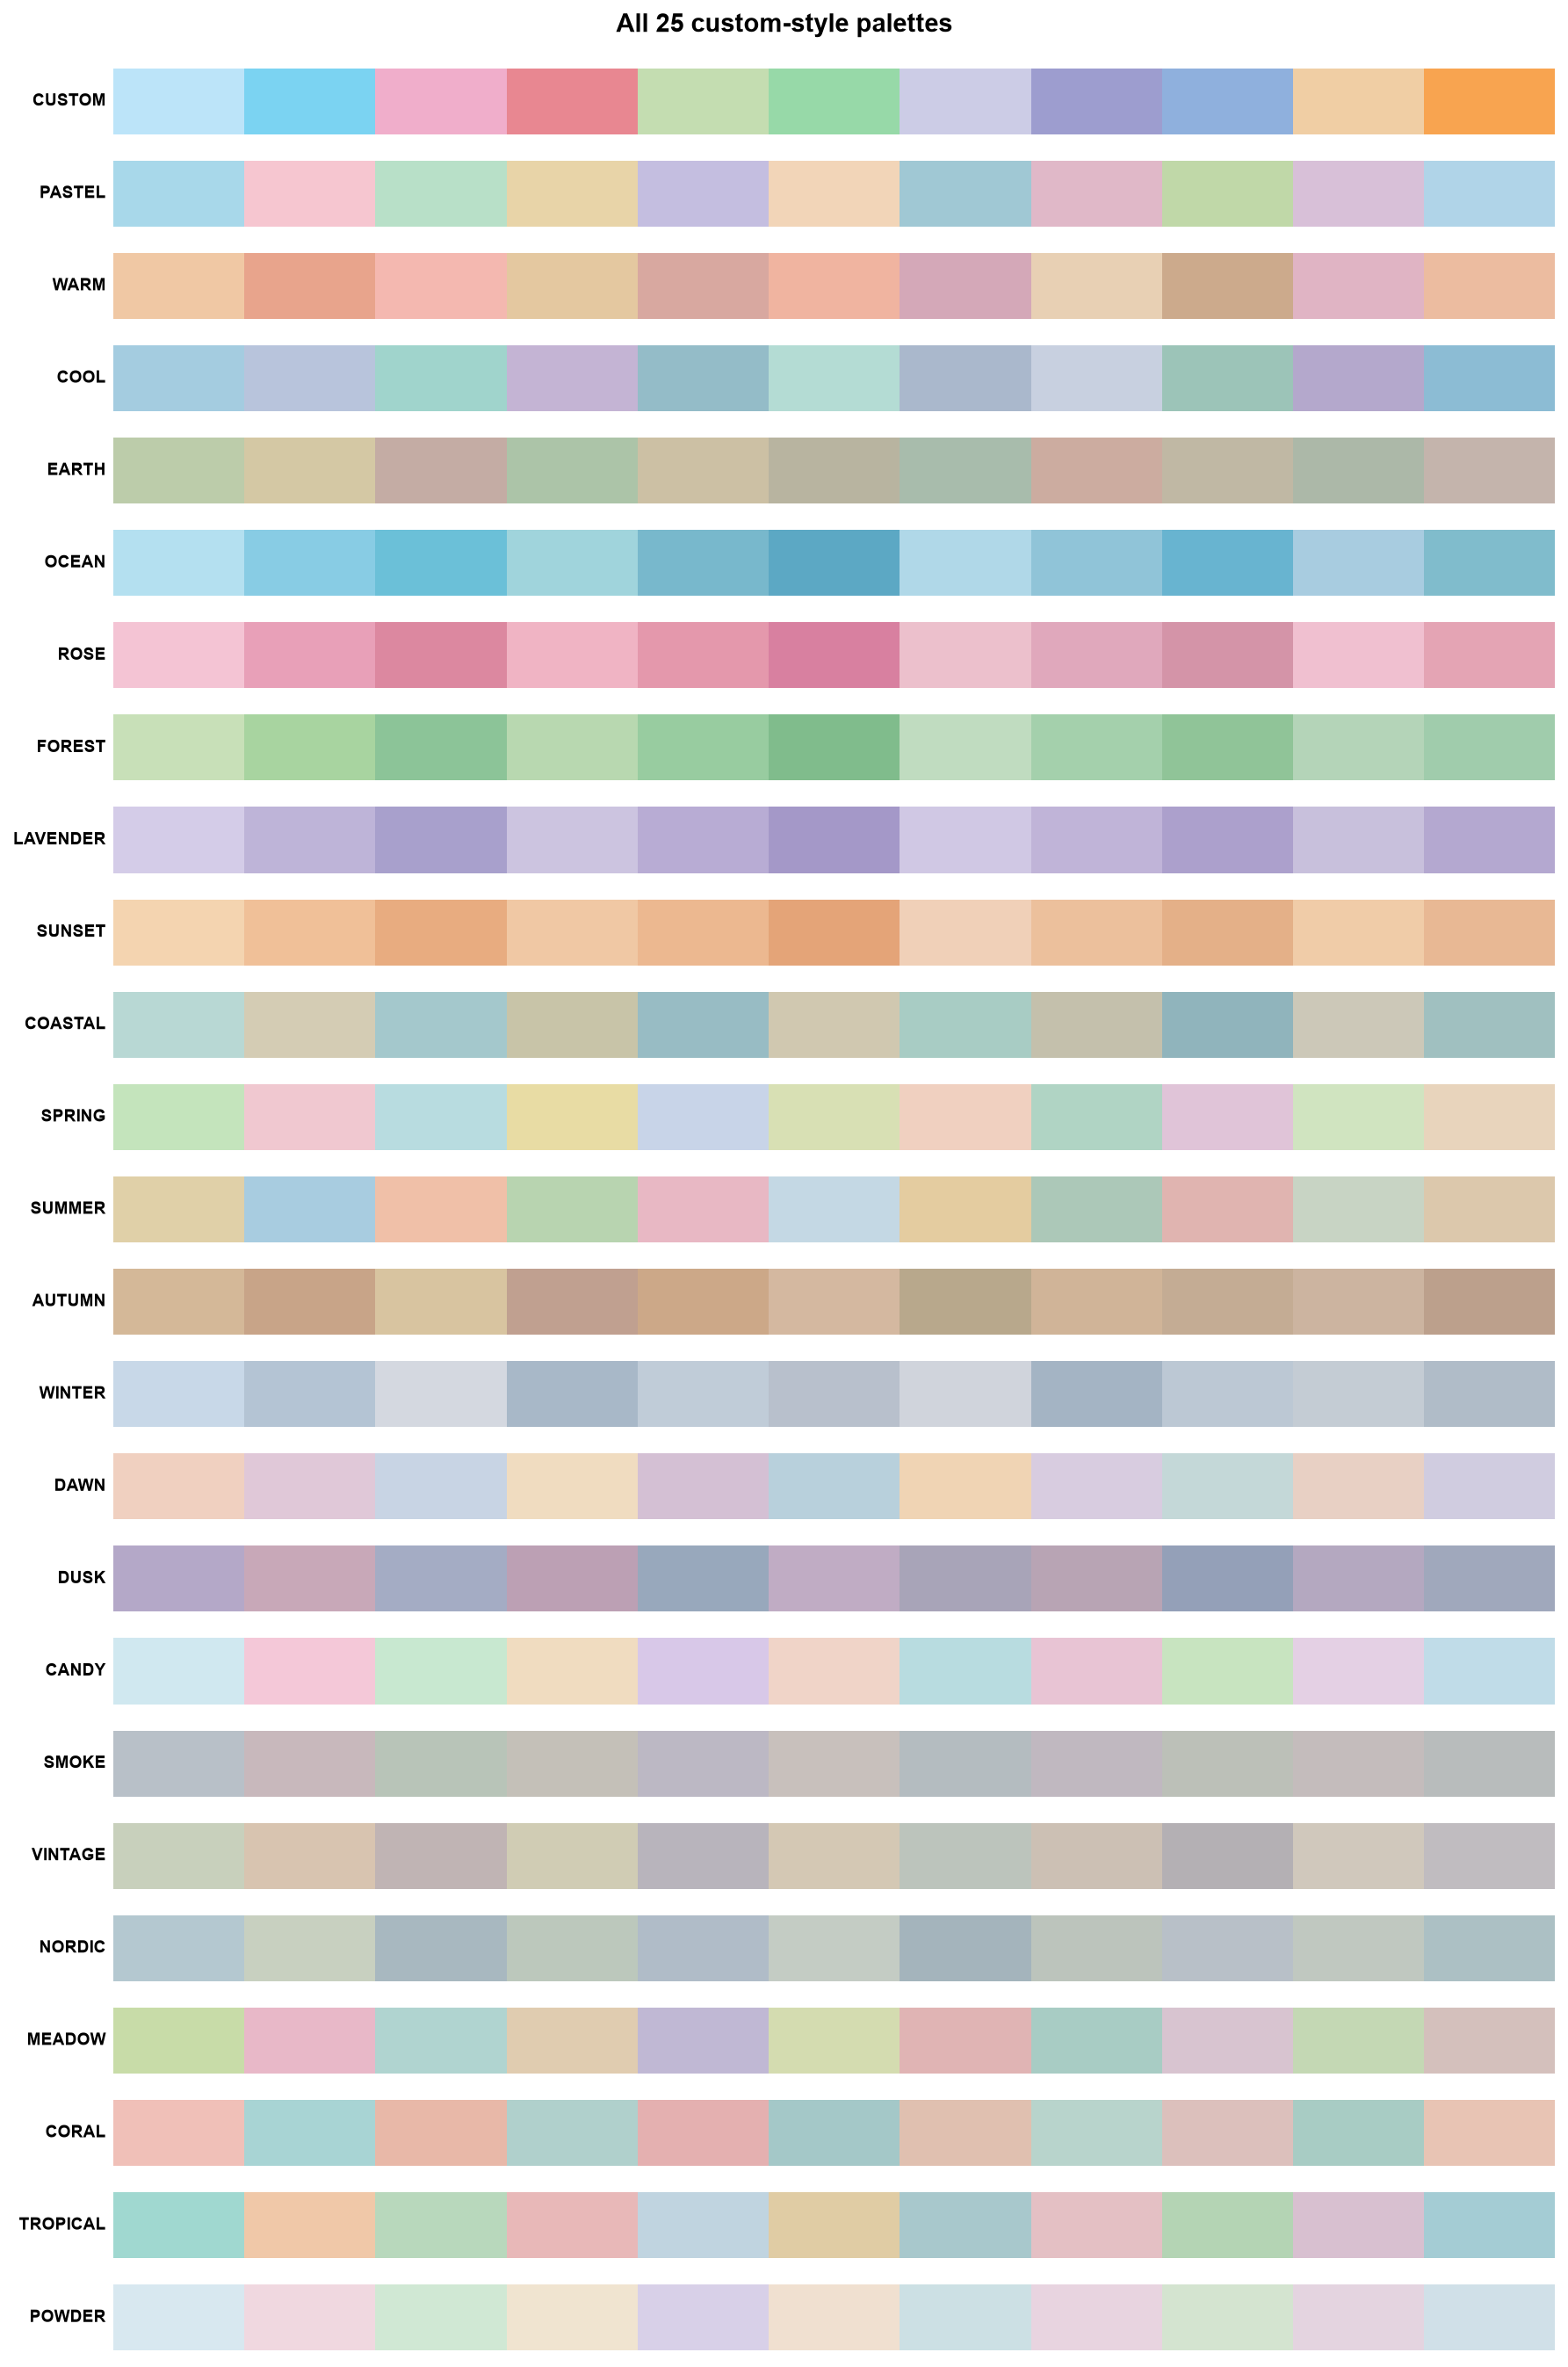 All 25 custom-style palettes
CUSTOM
PASTEL
WARM
COOL
EARTH
OCEAN
ROSE
FOREST
LAVENDER
SUNSET
COASTAL
SPRING
SUMMER
AUTUMN
WINTER
DAWN
DUSK
CANDY
SMOKE
VINTAGE
NORDIC
MEADOW
CORAL
TROPICAL
POWDER